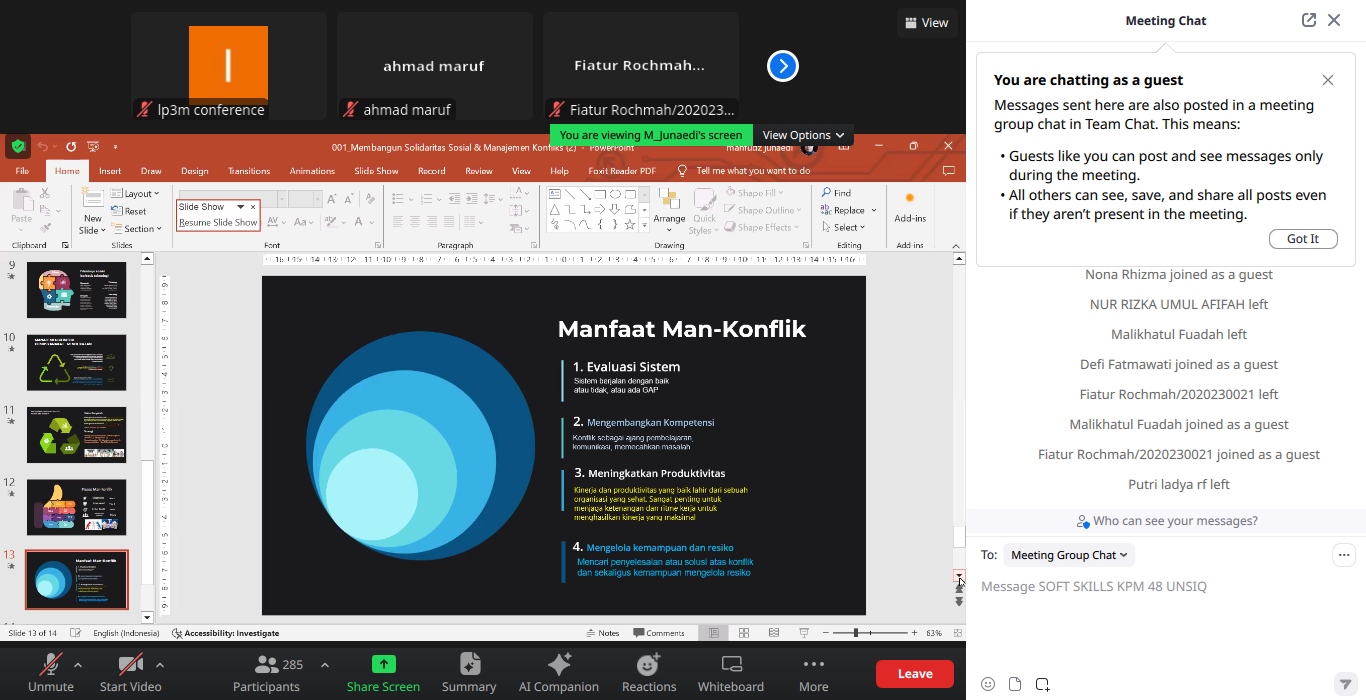 View
I
lp3m conference
ahmad maruf
ahmad maruf
Fiatur Rochmah...
Fiatur Rochmah/202023...
You are viewing M_Junaedi's screen
View Options
001_Membangun Solidaritas Sosial & Manajemen Konfliks (2) - PowerPoint
mahfudz junaedi
File
Home
Insert
Draw
Design
Transitions
Animations
Slide Show
Record
Review
View
Help
Foxit Reader PDF
Tell me what you want to do
Paste
Clipboard
New
Slide
Layout
Reset
Section
Slides
Slide Show
Resume Slide Show
Font
Paragraph
Arrange
Quick
Styles
Shape Fill
Shape Outline
Shape Effects
Drawing
Find
Replace
Select
Editing
Add-ins
Add-ins
9
10
11
12
13
Manfaat Man-Konflik
1. Evaluasi Sistem
Sistem berjalan dengan baik
atau tidak, atau ada GAP
2. Mengembangkan Kompetensi
Konflik sebagai ajang pembelajaran,
komunikasi, memecahkan masalah
3. Meningkatkan Produktivitas
Kinerja dan produktivitas yang baik lahir dari sebuah
organisasi yang sehat. Sangat penting untuk
menjaga ketenangan dan ritme kerja untuk
menghasilkan kinerja yang maksimal
4. Mengelola kemampuan dan resiko
Mencari penyelesaian atau solusi atas konflik
dan sekaligus kemampuan mengelola resiko
Slide 13 of 14
English (Indonesia)
Accessibility: Investigate
Notes
Comments
63%
Unmute
Start Video
285
Participants
Share Screen
Summary
AI Companion
Reactions
Whiteboard
More
Leave
Meeting Chat
You are chatting as a guest
Messages sent here are also posted in a meeting
group chat in Team Chat. This means:
• Guests like you can post and see messages only
during the meeting.
• All others can see, save, and share all posts even
if they aren't present in the meeting.
Got It
Nona Rhizma joined as a guest
NUR RIZKA UMUL AFIFAH left
Malikhatul Fuadah left
Defi Fatmawati joined as a guest
Fiatur Rochmah/2020230021 left
Malikhatul Fuadah joined as a guest
Fiatur Rochmah/2020230021 joined as a guest
Putri ladya rf left
Who can see your messages?
To: Meeting Group Chat
Message SOFT SKILLS KPM 48 UNSIQ